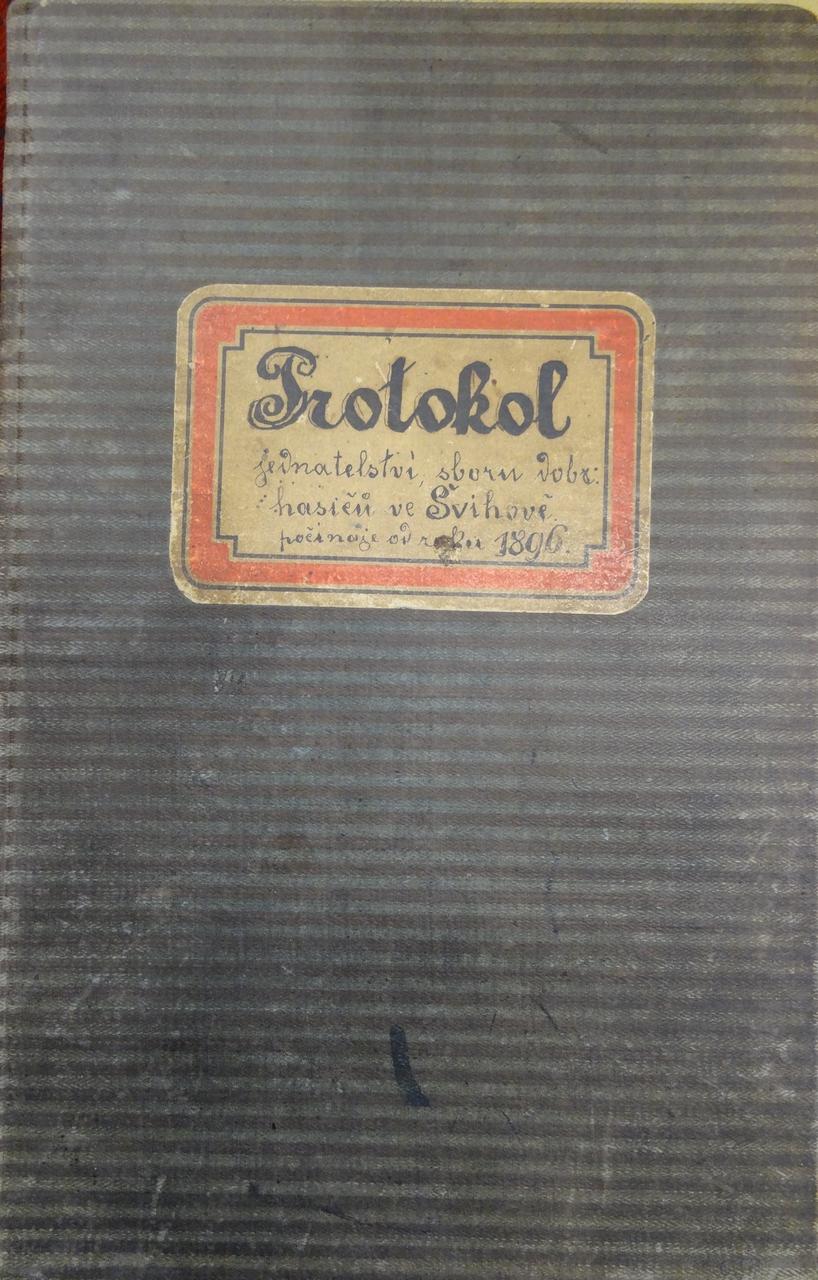 Protokol
jednatelství, sboru dobr:
hasičů ve Švihově
počínaje od roku 1896.